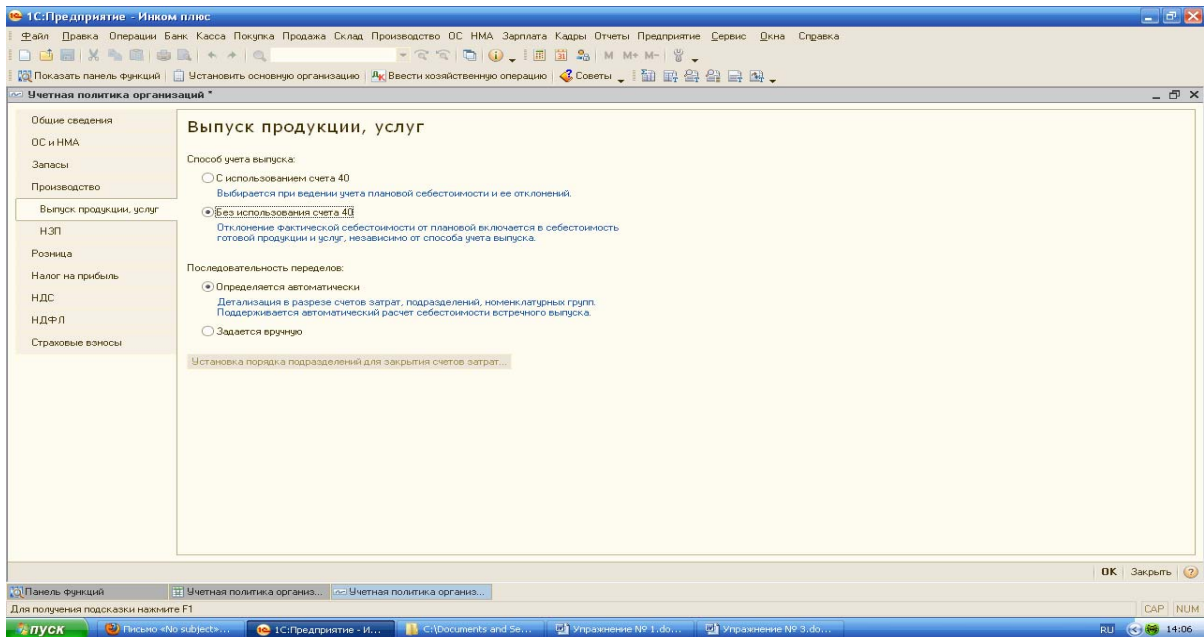 1С:Предприятие - Инком плюс
Файл Правка Операции Банк Касса Покупка Продажа Склад Производство ОС НМА Зарплата Кадры Отчеты Предприятие Сервис Окна Справка
M M+ M-
Показать панель функций Установить основную организацию Ввести хозяйственную операцию Советы
Учетная политика организаций *
Общие сведения
ОС и НМА
Запасы
Производство
Выпуск продукции, услуг
НЗП
Розница
Налог на прибыль
НДС
НДФЛ
Страховые взносы
Выпуск продукции, услуг
Способ учета выпуска:
С использованием счета 40
Выбирается при ведении учета плановой себестоимости и ее отклонений.
Без использования счета 40
Отклонение фактической себестоимости от плановой включается в себестоимость
готовой продукции и услуг, независимо от способа учета выпуска.
Последовательность переделов:
Определяется автоматически
Детализация в разрезе счетов затрат, подразделений, номенклатурных групп.
Поддерживается автоматический расчет себестоимости встречного выпуска.
Задается вручную
Установка порядка подразделений для закрытия счетов затрат...
OK Закрыть
Панель функций Учетная политика организ... Учетная политика организ...
Для получения подсказки нажмите F1 CAP NUM
пуск Письмо «No subject»... 1С:Предприятие - И... C:\Documents and Se... Упражнение № 1.do... Упражнение № 3.do... RU 14:06